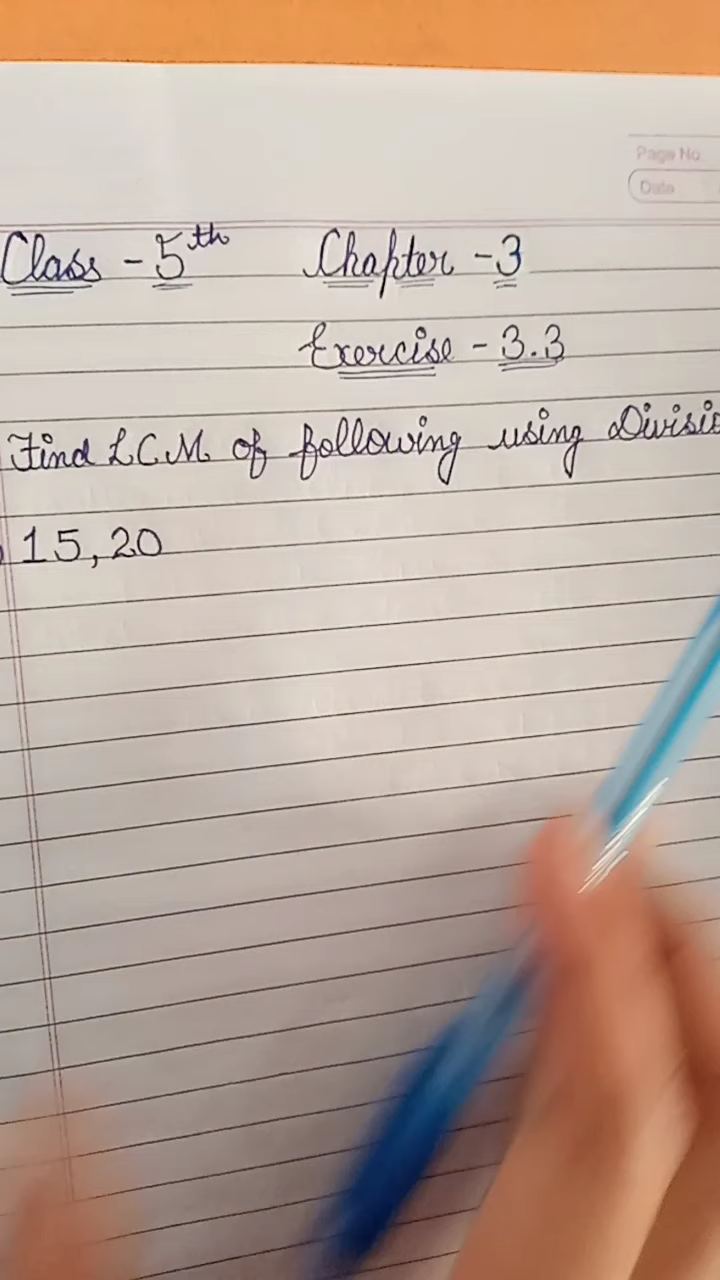 Page No.
Date
Class - 5th Chapter - 3
Exercise - 3.3
Find L.C.M. of following using
15, 20